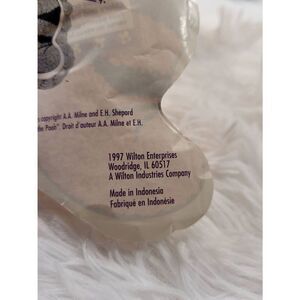 copyright A.A. Milne and E.H. Shepard
the Pooh". Droit d'auteur A.A. Milne et E.H.
1997 Wilton Enterprises
Woodridge, IL 60517
A Wilton Industries Company
Made in Indonesia
Fabriqué en Indonésie